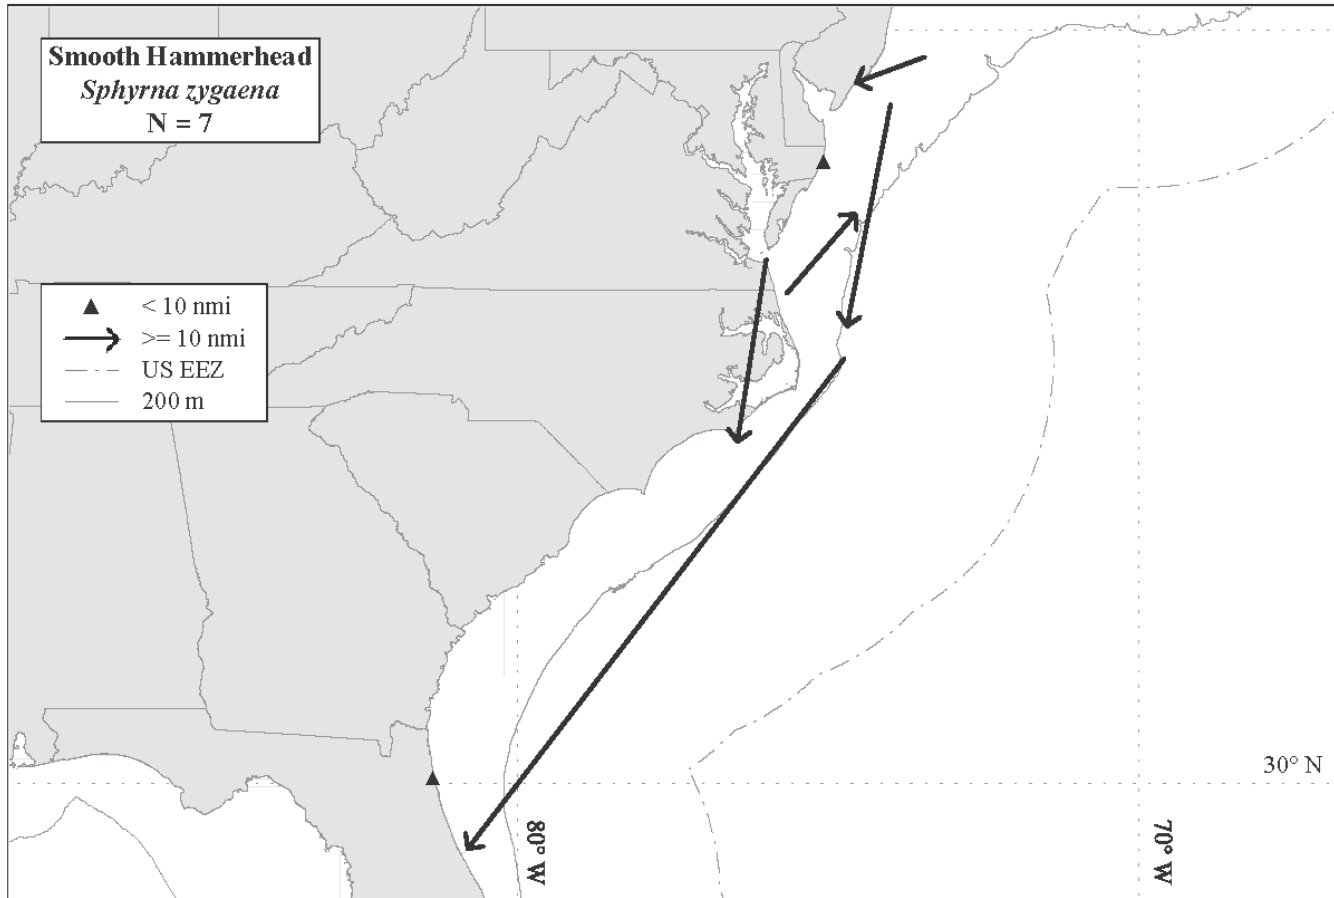 Smooth Hammerhead
Sphyrna zygaena
N = 7
< 10 nmi
>= 10 nmi
US EEZ
200 m
30° N
80° W
70° W